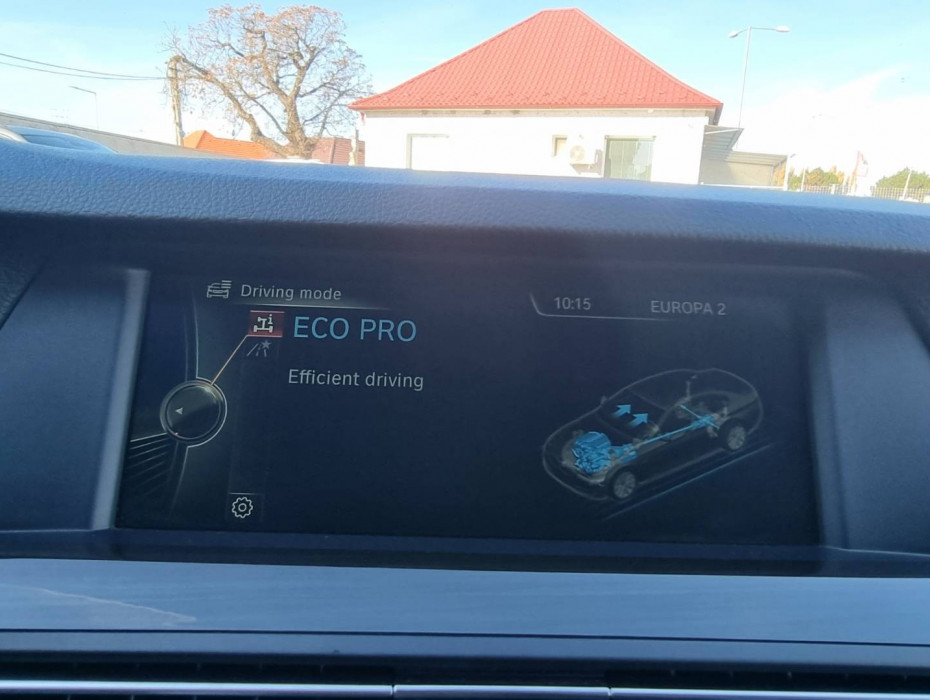 Driving mode
10:15
EUROPA 2
ECO PRO
Efficient driving